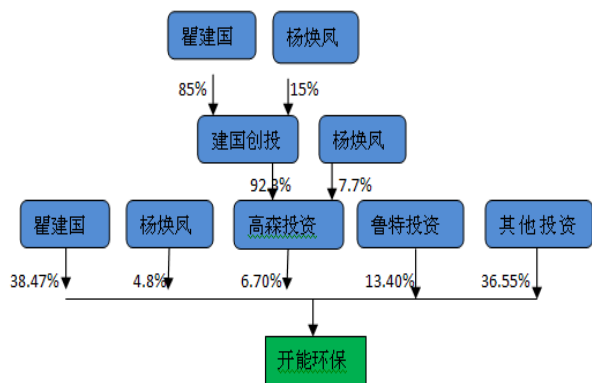 瞿建国 杨焕凤
85% 15%
建国创投 杨焕凤
92.3% 7.7%
瞿建国 杨焕凤 高森投资 鲁特投资 其他投资
38.47% 4.8% 6.70% 13.40% 36.55%
开能环保